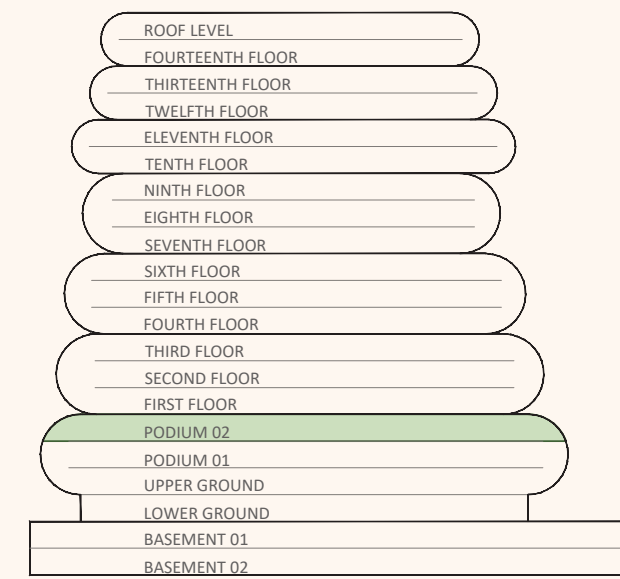 ROOF LEVEL
FOURTEENTH FLOOR
THIRTEENTH FLOOR
TWELFTH FLOOR
ELEVENTH FLOOR
TENTH FLOOR
NINTH FLOOR
EIGHTH FLOOR
SEVENTH FLOOR
SIXTH FLOOR
FIFTH FLOOR
FOURTH FLOOR
THIRD FLOOR
SECOND FLOOR
FIRST FLOOR
PODIUM 02
PODIUM 01
UPPER GROUND
LOWER GROUND
BASEMENT 01
BASEMENT 02